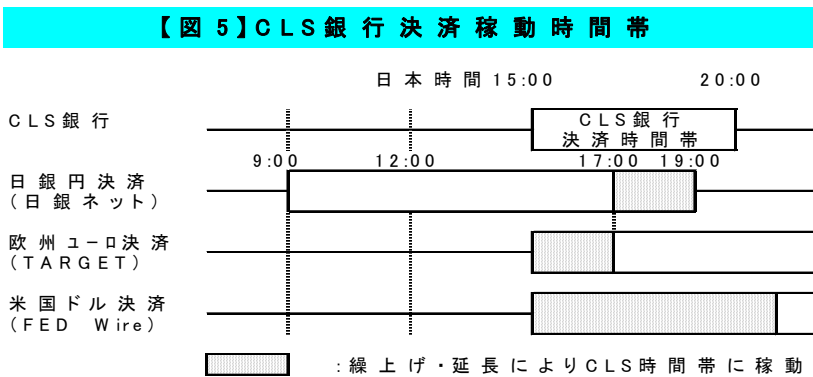 【図5】CLS銀行決済稼動時間帯
日本時間15:00 20:00
CLS銀行
CLS銀行
決済時間帯
9:00 12:00 17:00 19:00
日銀円決済
(日銀ネット)
欧州ユーロ決済
(TARGET)
米国ドル決済
(FED Wire)
:繰上げ・延長によりCLS時間帯に稼動